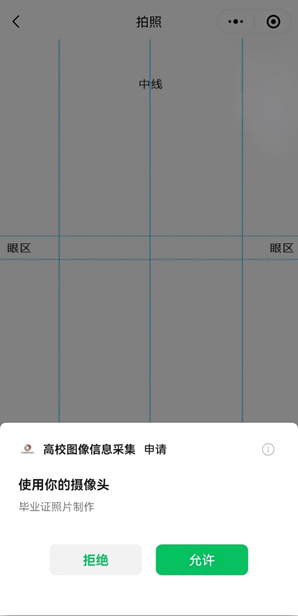 拍照
中线
眼区
眼区
高校图像信息采集 申请
使用你的摄像头
毕业证照片制作
拒绝
允许